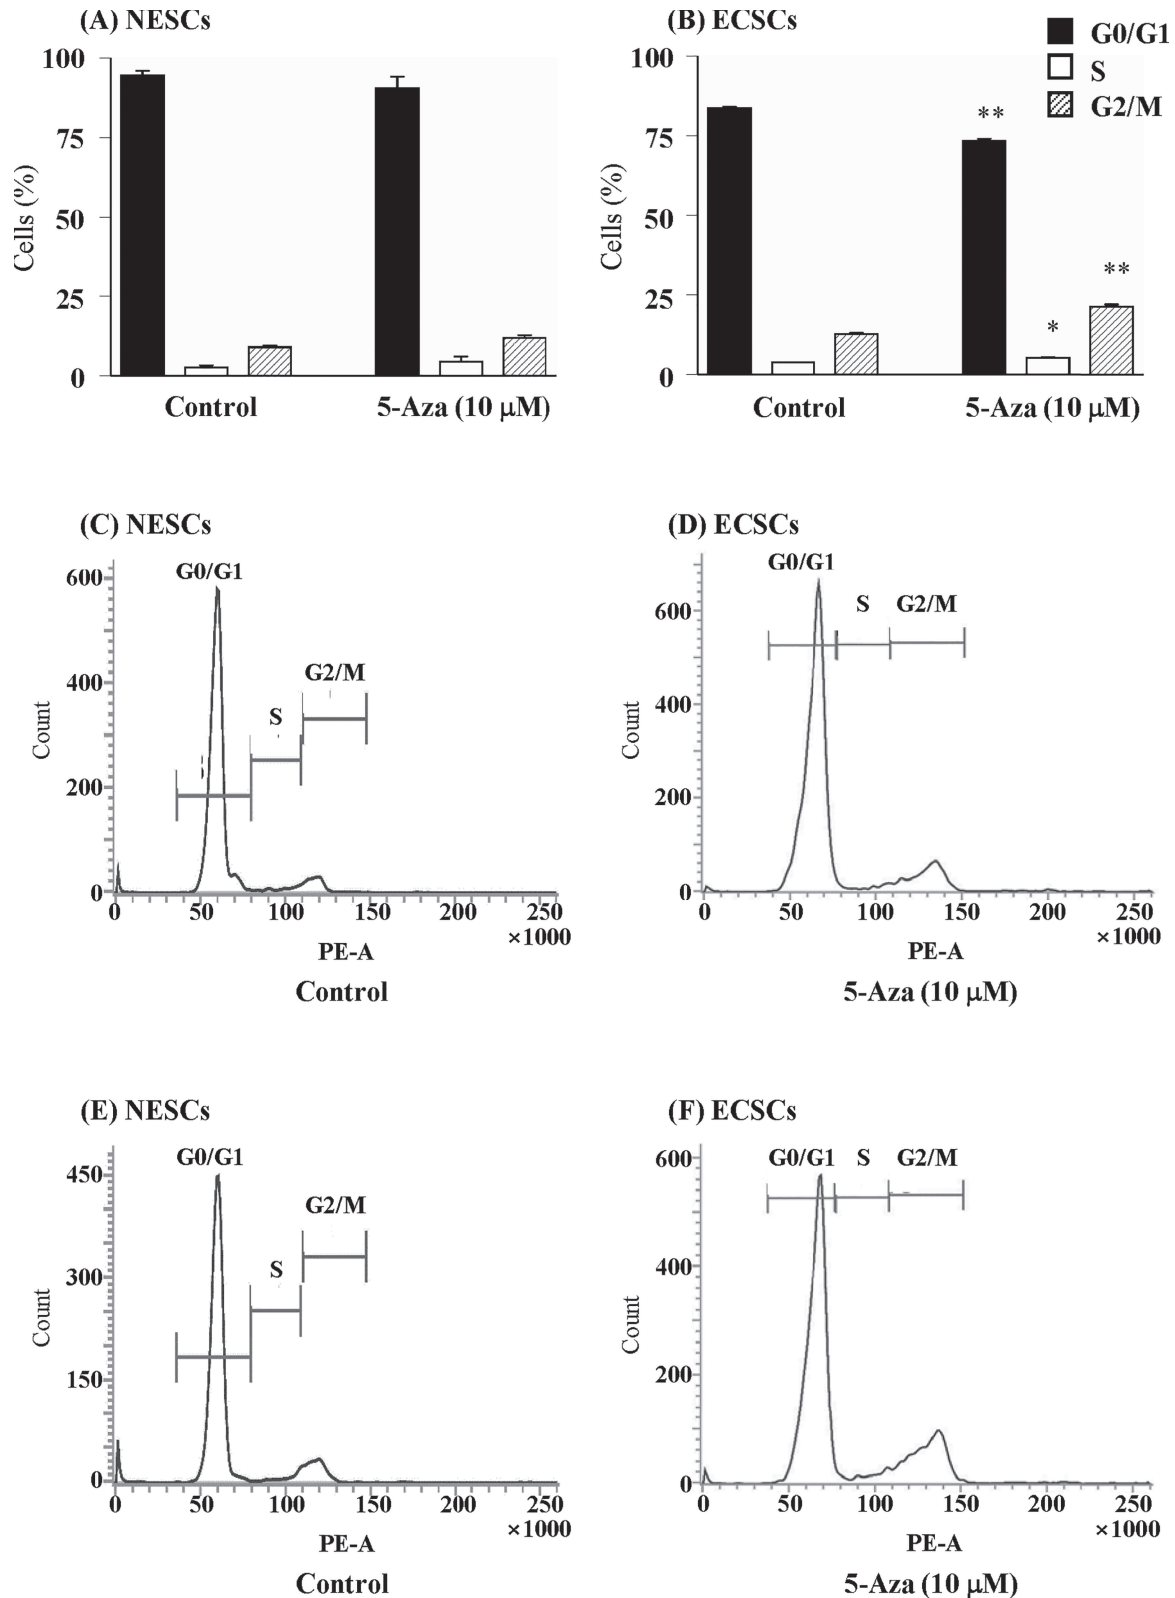 (A) NESCs
100
75
50
25
0
Cells (%)
Control
5-Aza (10 μM)
(B) ECSCs
G0/G1
S
G2/M
100
75
50
25
0
Cells (%)
**
*
**
Control
5-Aza (10 μM)
(C) NESCs
G0/G1
S
G2/M
600
400
200
0
Count
0 50 100 150 200 250
×1000
PE-A
Control
(D) ECSCs
G0/G1
S
G2/M
600
400
200
0
Count
0 50 100 150 200 250
×1000
PE-A
5-Aza (10 μM)
(E) NESCs
G0/G1
S
G2/M
450
300
150
0
Count
0 50 100 150 200 250
×1000
PE-A
Control
(F) ECSCs
G0/G1 S G2/M
600
400
200
0
Count
0 50 100 150 200 250
×1000
PE-A
5-Aza (10 μM)